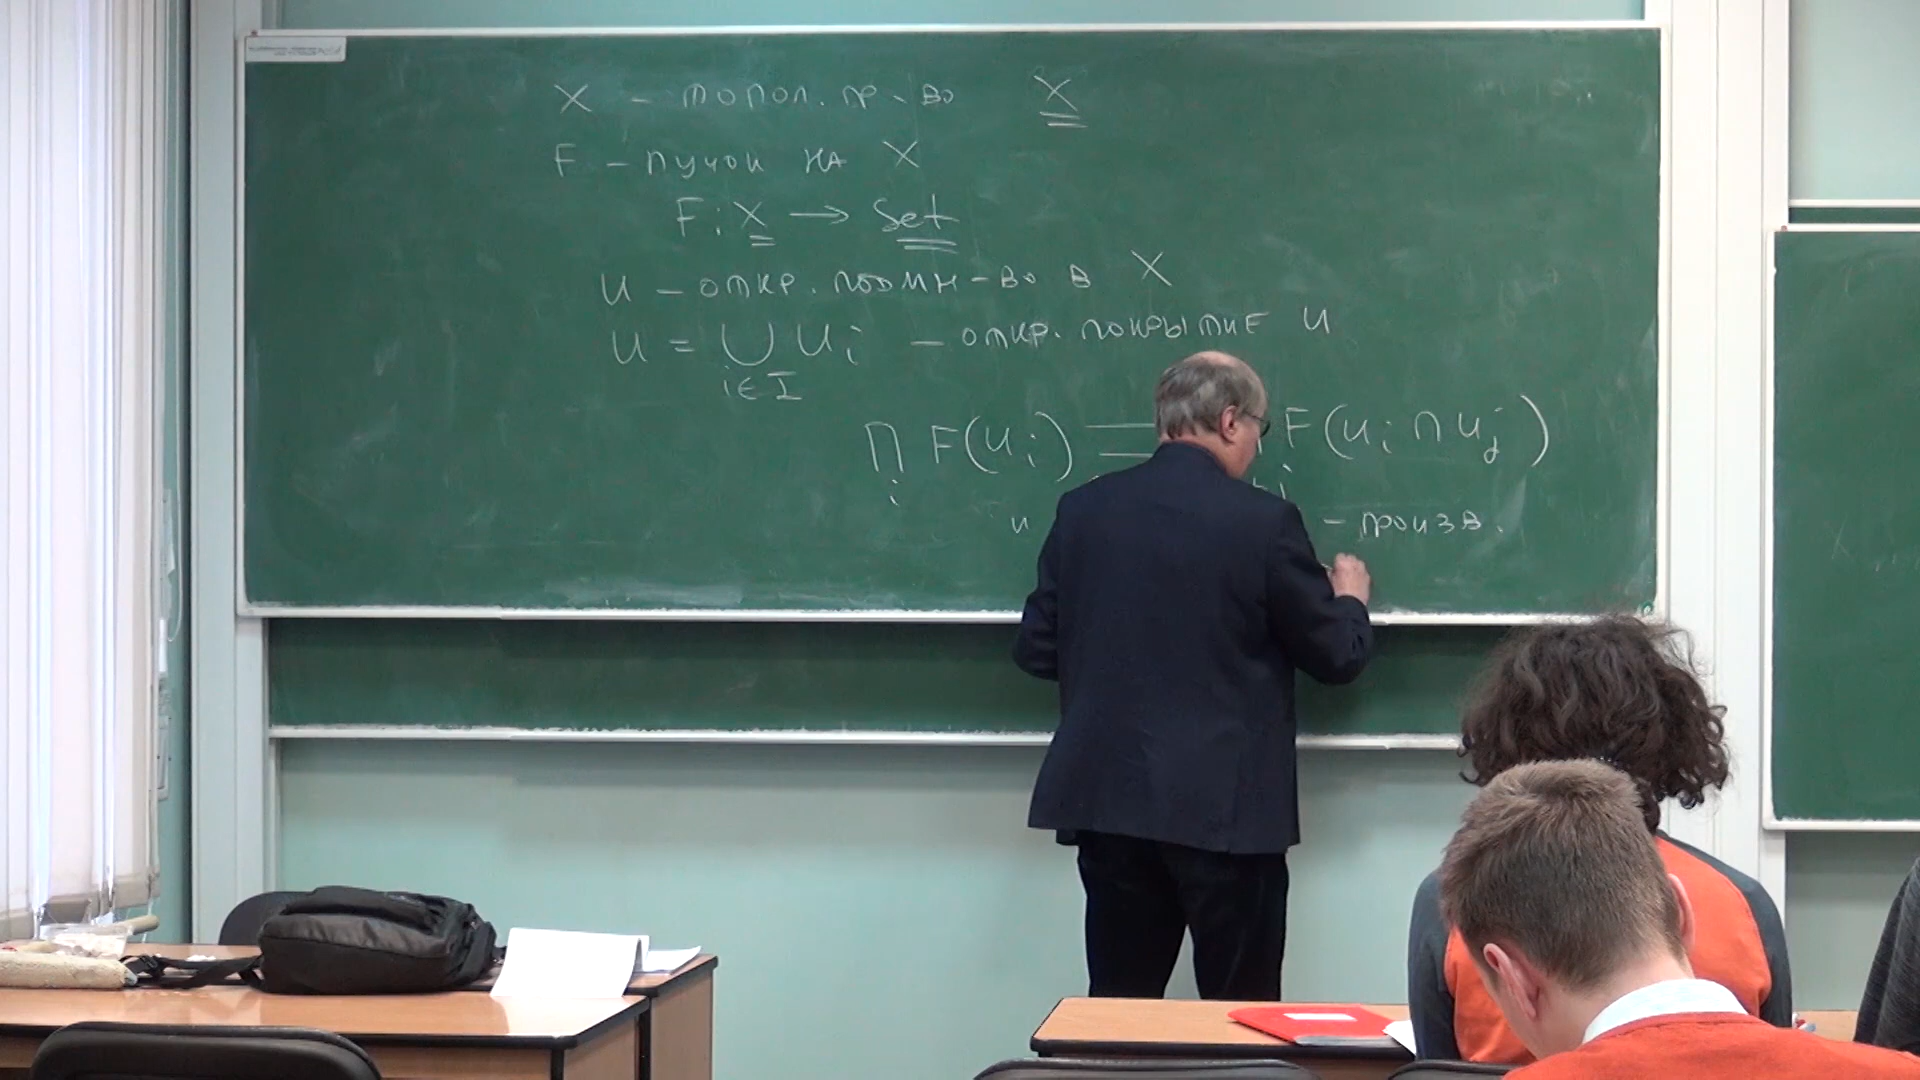 X – топол. пр-во X
F – пучок на X
F: X → Set
U – откр. подмн-во в X
U = ⋃ Uᵢ – откр. покрытие U
i∈I
∏ F(Uᵢ) F(Uᵢ ∩ Uⱼ)
i
и – произв.